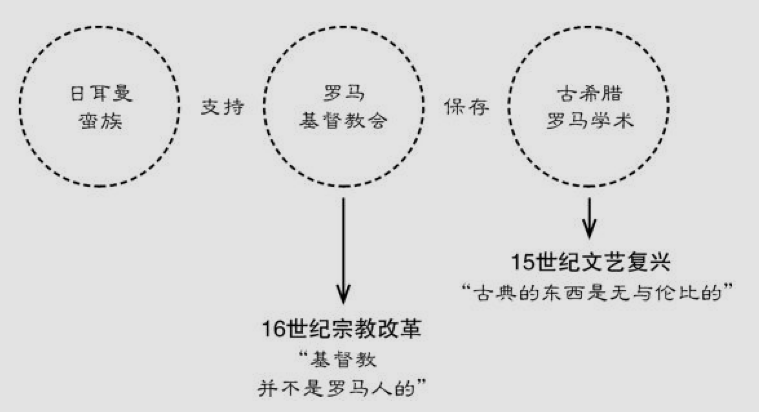 日耳曼
蛮族
支持
罗马
基督教会
保存
古希腊
罗马学术
15世纪文艺复兴
“古典的东西是无与伦比的”
16世纪宗教改革
“基督教
并不是罗马人的”